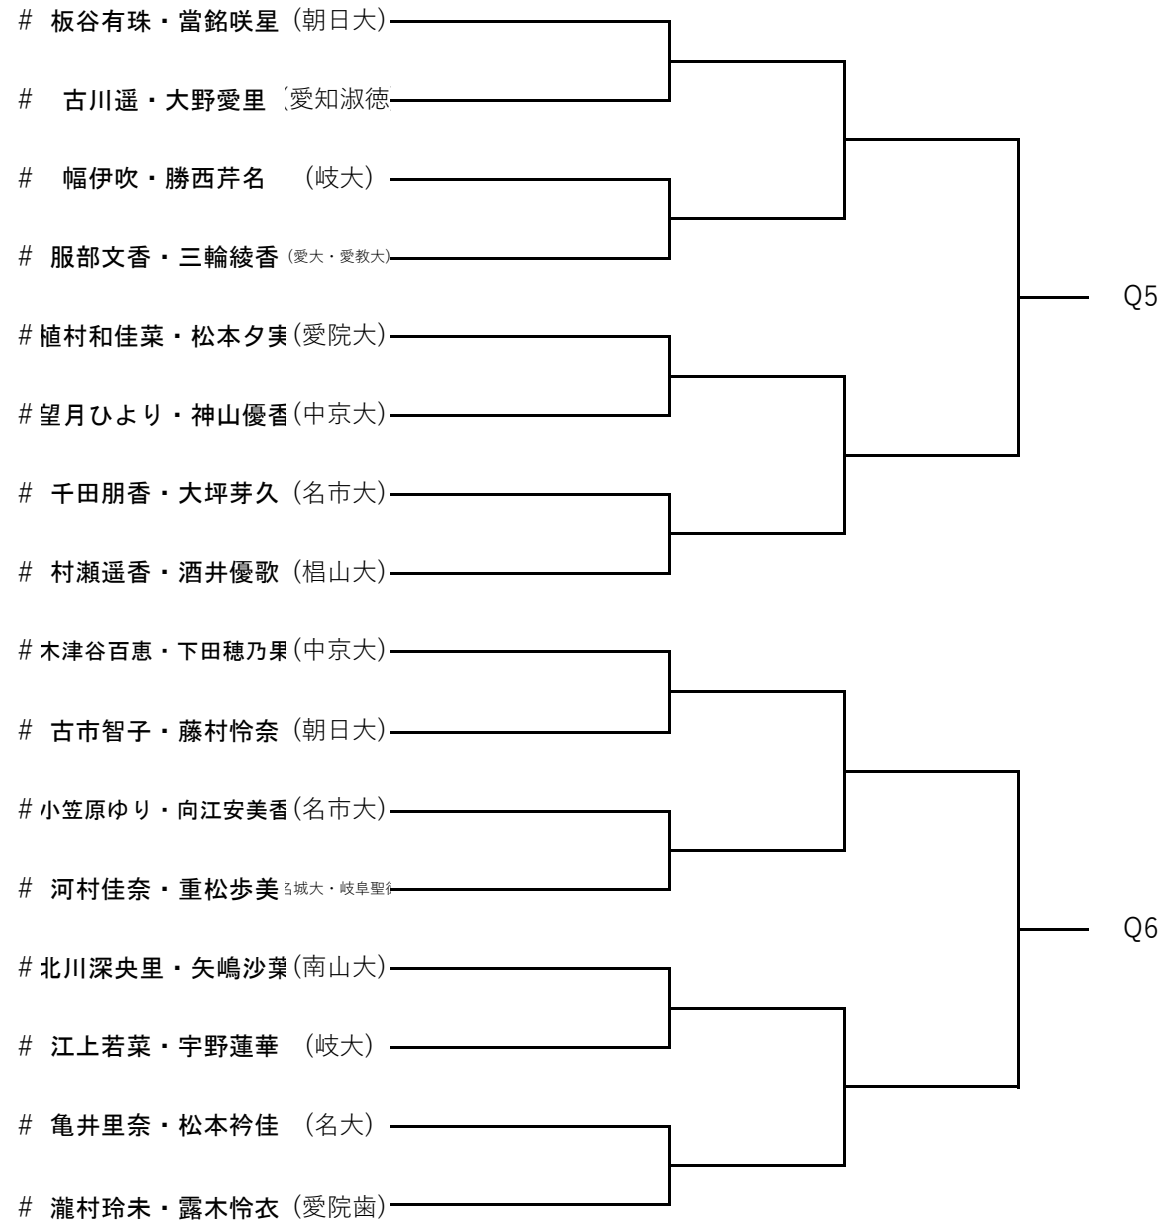 # 板谷有珠・當銘咲星 (朝日大)
# 古川遥・大野愛里 (愛知淑徳
# 幅伊吹・勝西芹名 (岐大)
# 服部文香・三輪綾香 (愛大・愛教大)
Q5
# 植村和佳菜・松本夕実 (愛院大)
# 望月ひより・神山優香 (中京大)
# 千田朋香・大坪芽久 (名市大)
# 村瀬遥香・酒井優歌 (椙山大)
# 木津谷百恵・下田穂乃果 (中京大)
# 古市智子・藤村怜奈 (朝日大)
# 小笠原ゆり・向江安美香 (名市大)
# 河村佳奈・重松歩美 名城大・岐阜聖徳
Q6
# 北川深央里・矢嶋沙葉 (南山大)
# 江上若菜・宇野蓮華 (岐大)
# 亀井里奈・松本衿佳 (名大)
# 瀧村玲未・露木怜衣 (愛院歯)